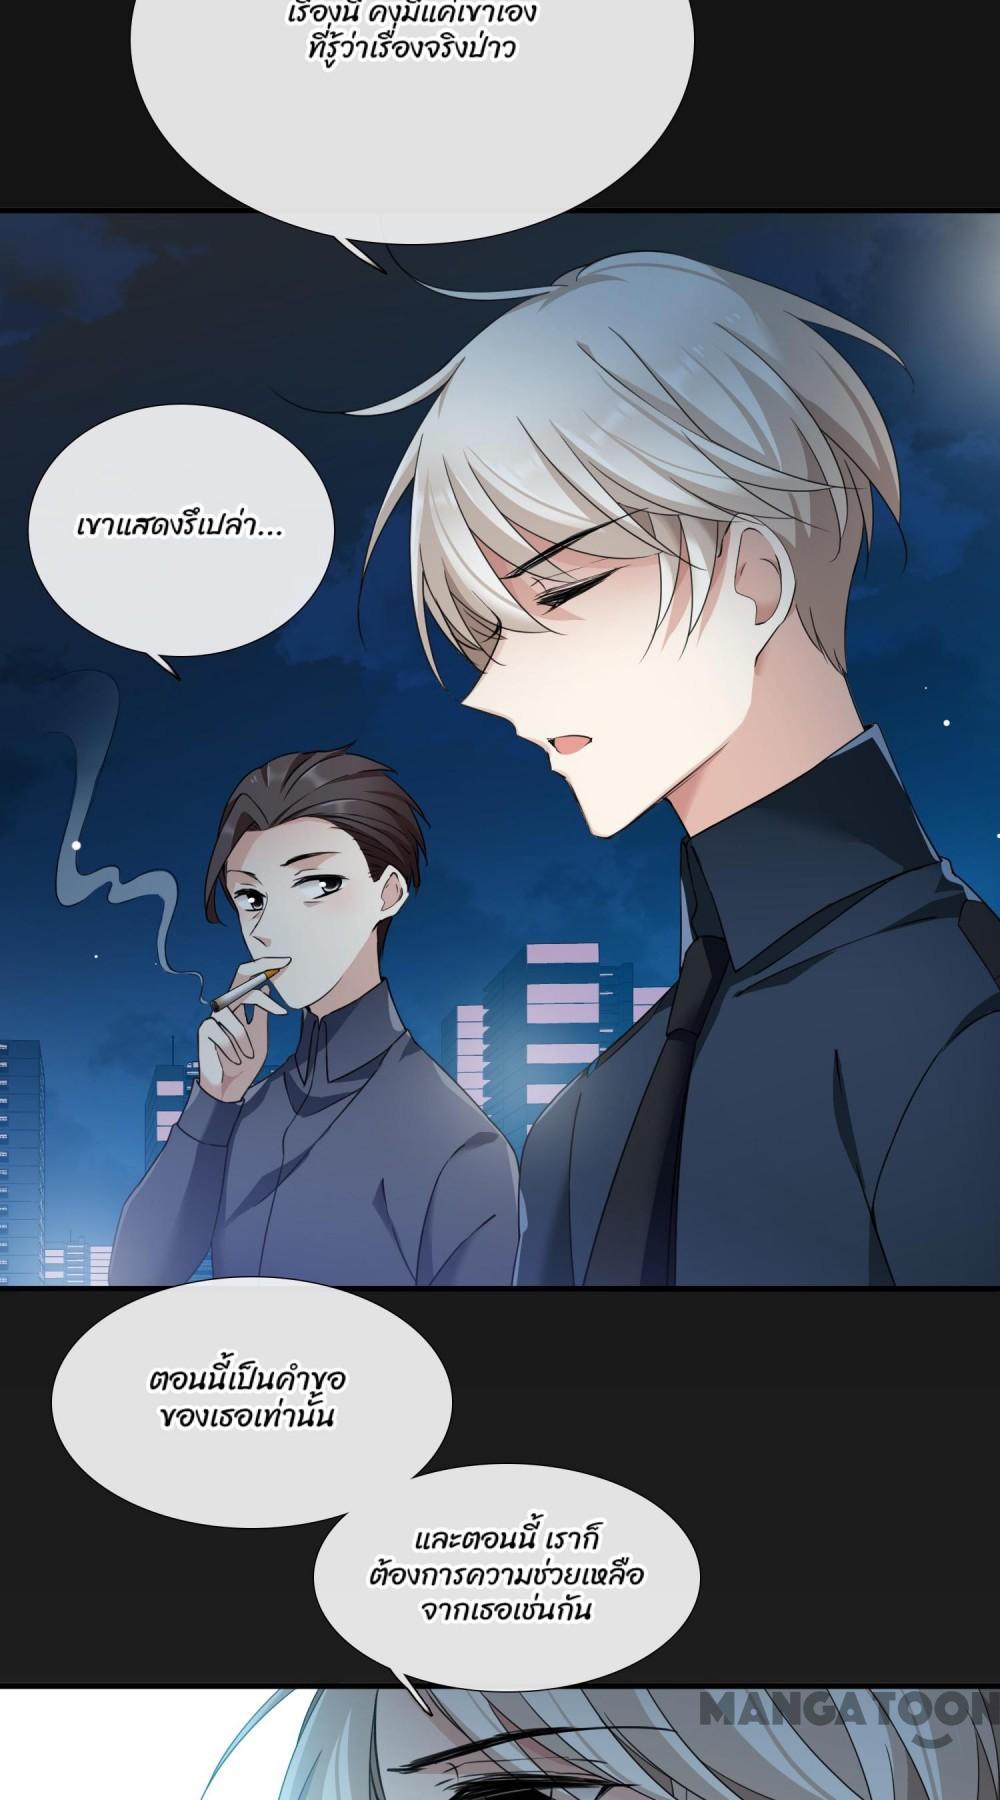 เรื่องนี้ คงมีแค่เขาเอง
ที่รู้ว่าเรื่องจริงป่าว
เขาแสดงรึเปล่า...
ตอนนี้เป็นคำขอ
ของเธอเท่านั้น
และตอนนี้ เราก็
ต้องการความช่วยเหลือ
จากเธอเช่นกัน
MANGATOON